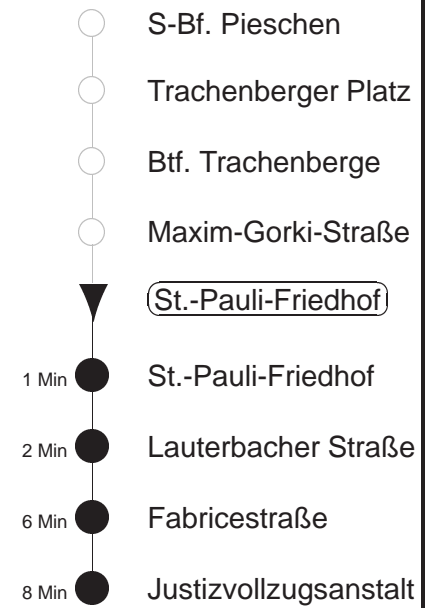 S-Bf. Pieschen
Trachenberger Platz
Btf. Trachenberge
Maxim-Gorki-Straße
St.-Pauli-Friedhof
1 Min St.-Pauli-Friedhof
2 Min Lauterbacher Straße
6 Min Fabricestraße
8 Min Justizvollzugsanstalt